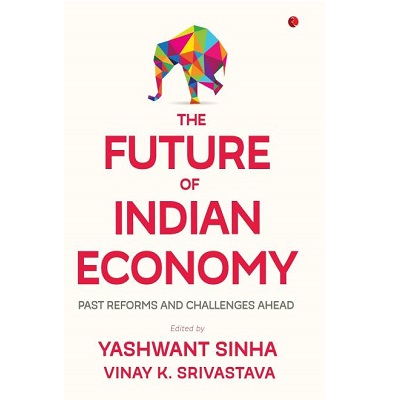 THE
FUTURE
OF
INDIAN
ECONOMY
PAST REFORMS AND CHALLENGES AHEAD
Edited by
YASHWANT SINHA
VINAY K. SRIVASTAVA